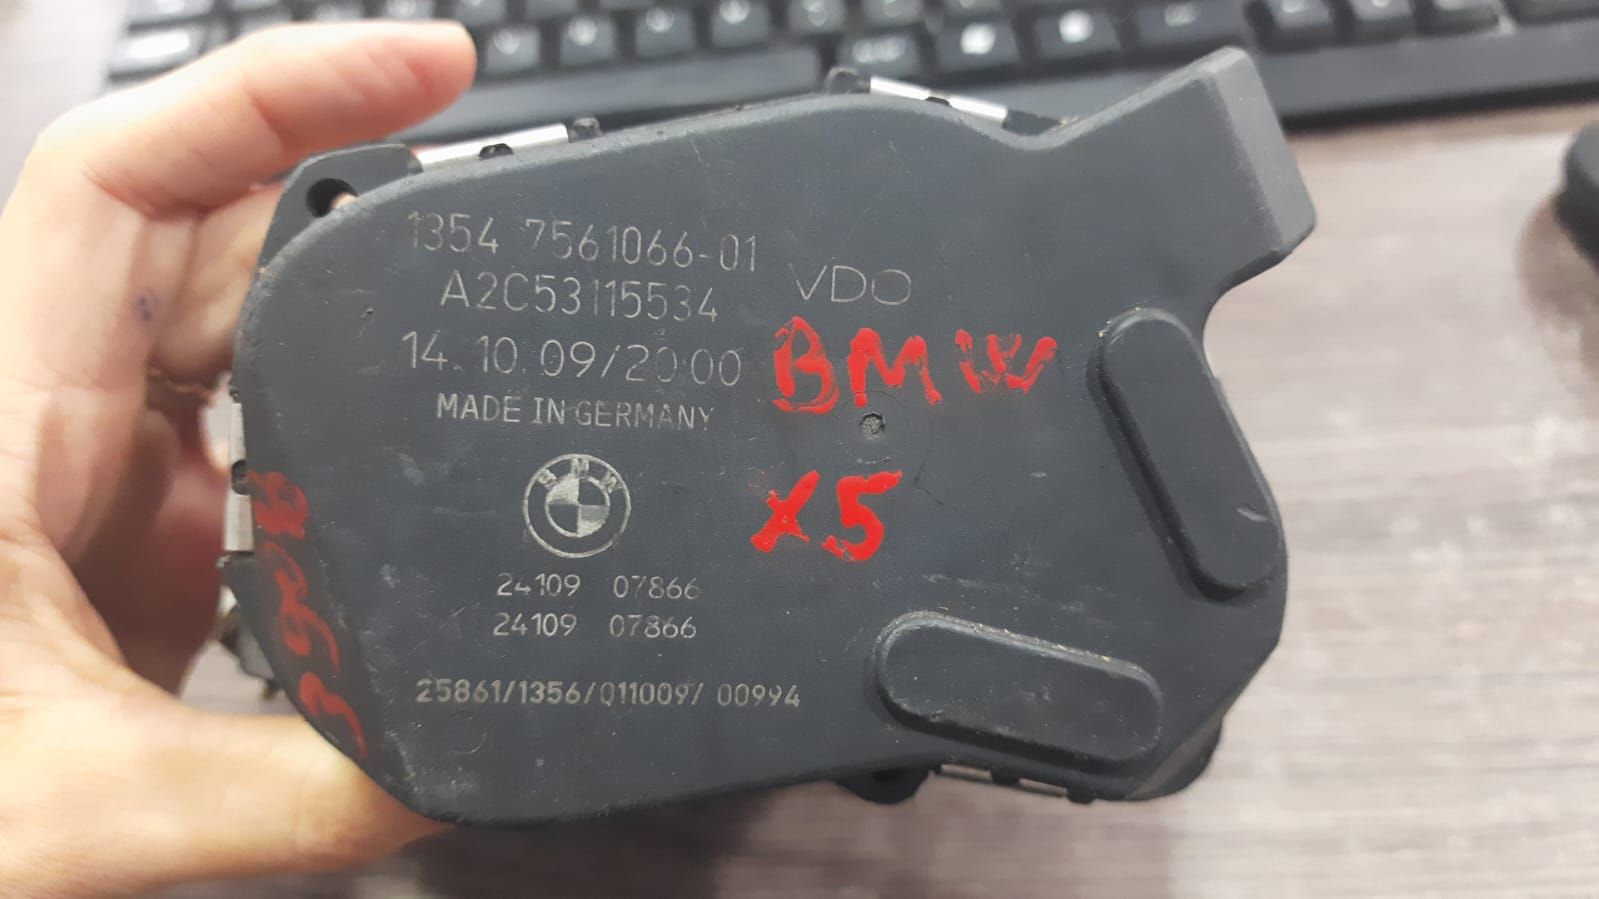 1354 7561066-01
A2C53115534
VDO
14.10.09/20:00
MADE IN GERMANY
BMW
X5
BMW
24109 07866
24109 07866
25861/1356/011009/ 00994